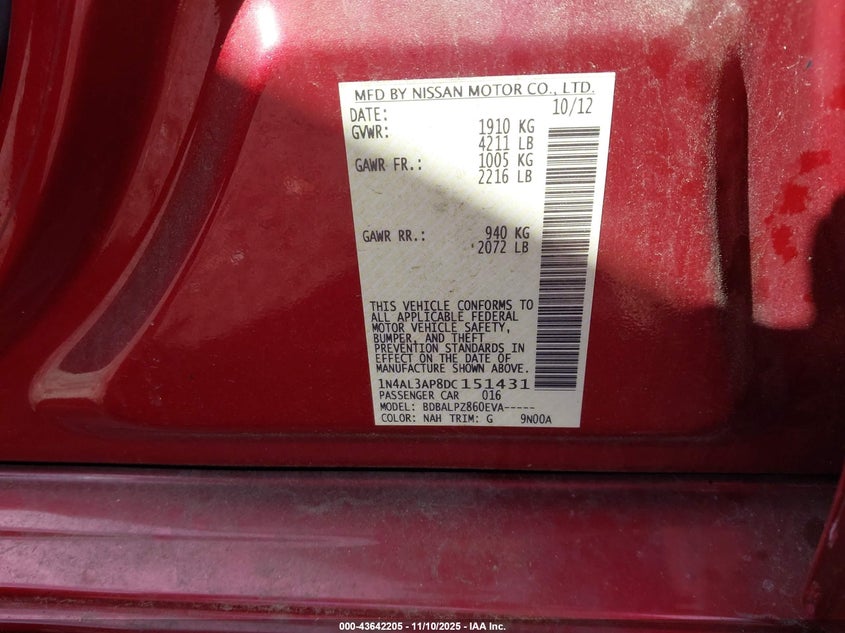 MFD BY NISSAN MOTOR CO., LTD.
DATE: 10/12
GVWR: 1910 KG
4211 LB
GAWR FR.: 1005 KG
2216 LB
GAWR RR.: 940 KG
2072 LB
THIS VEHICLE CONFORMS TO
ALL APPLICABLE FEDERAL
MOTOR VEHICLE SAFETY,
BUMPER, AND THEFT
PREVENTION STANDARDS IN
EFFECT ON THE DATE OF
MANUFACTURE SHOWN ABOVE.
1N4AL3AP8DC151431
PASSENGER CAR 016
MODEL: BDBALPZ860EVA-----
COLOR: NAH TRIM: G 9N00A
000-43642205 - 11/10/2025 - IAA Inc.